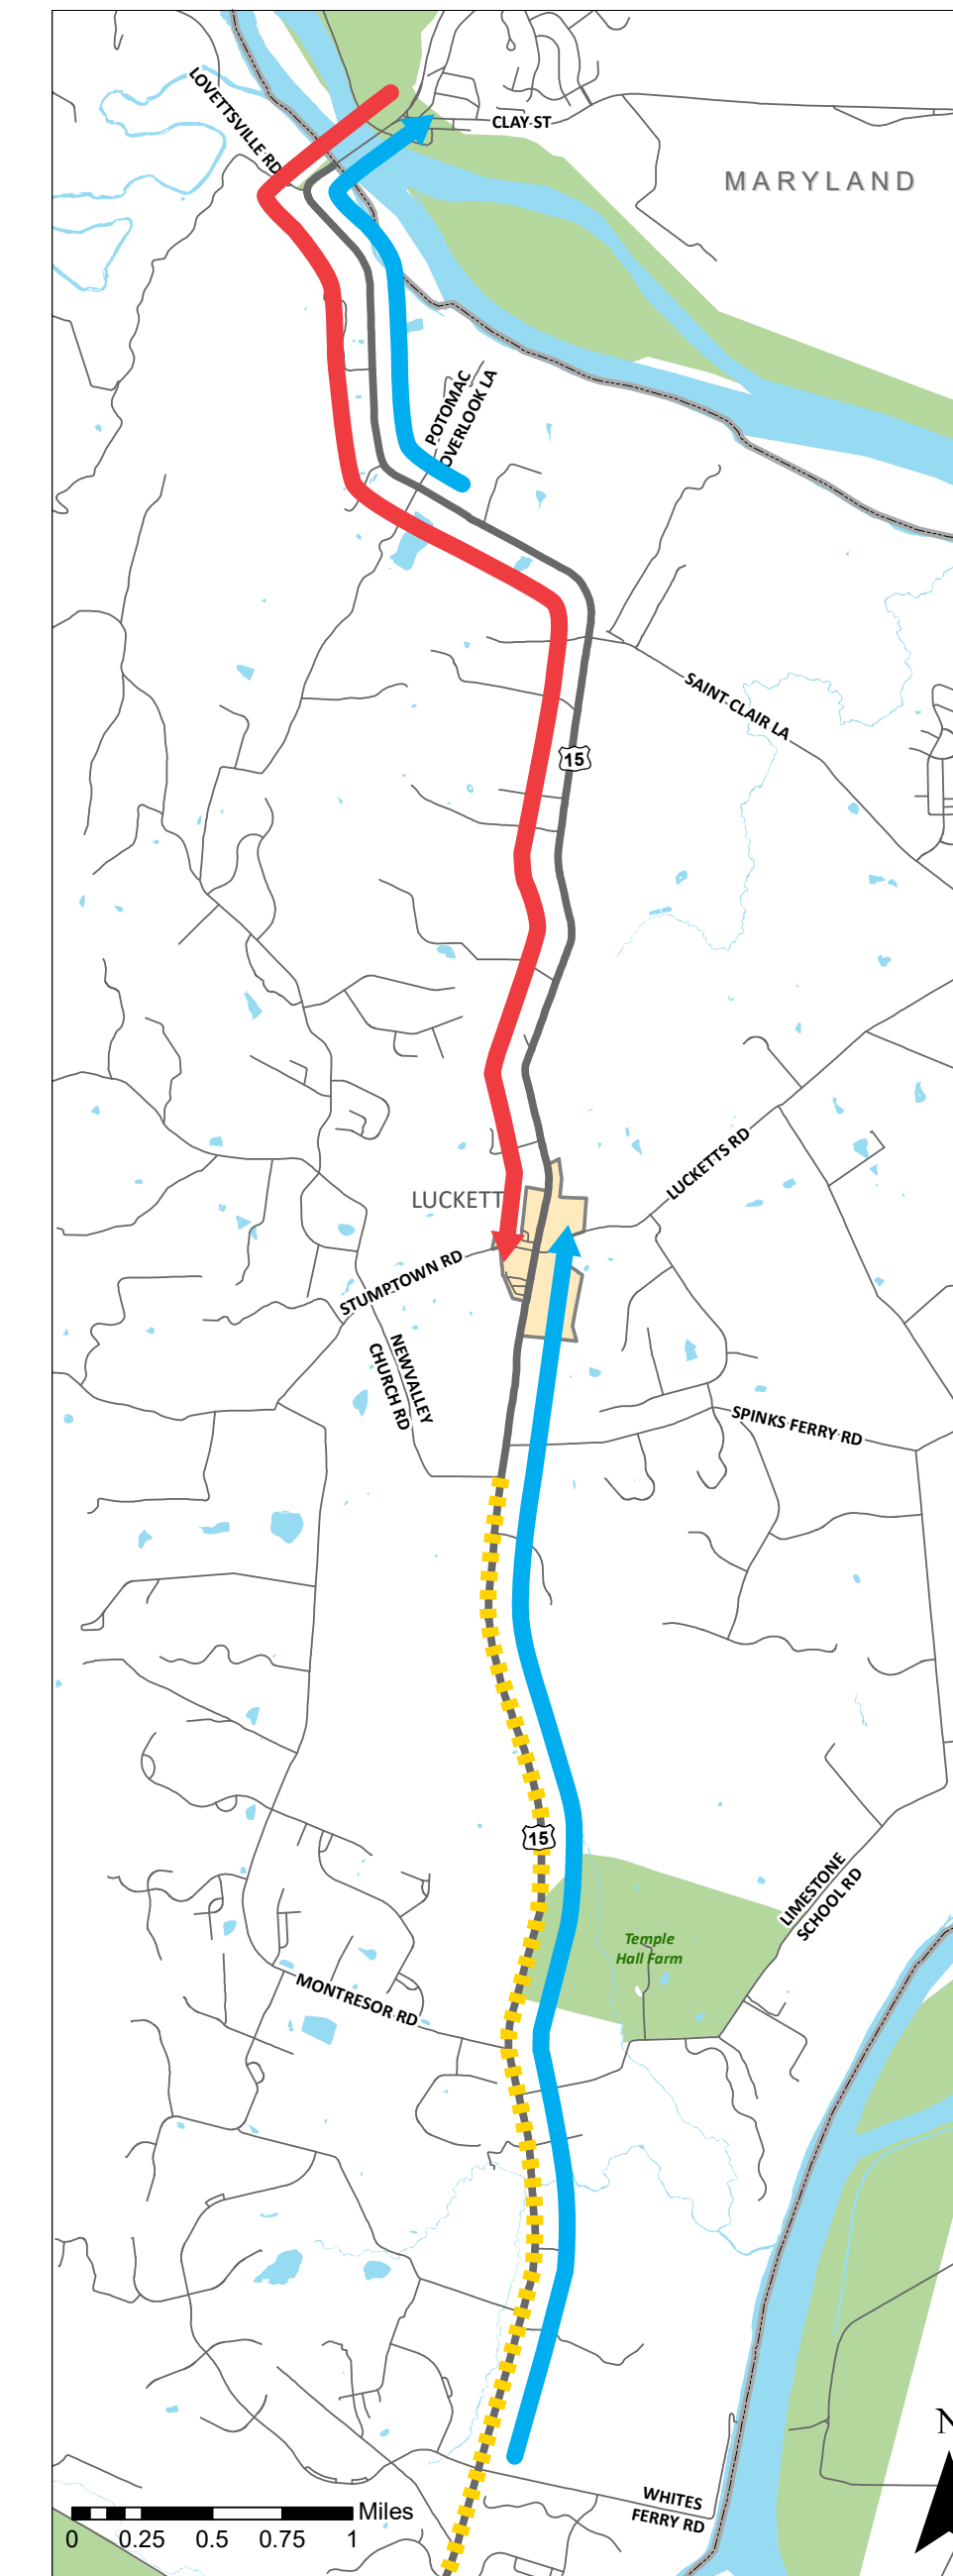 LOVETTSVILLE RD
CLAY ST
MARYLAND
POTOMAC
OVERLOOK LA
SAINT CLAIR LA
15
LUCKETTS RD
LUCKETT
STUMPTOWN RD
NEWVALLEY
CHURCH RD
SPINKS FERRY RD
15
LIMESTONE
SCHOOL RD
Temple
Hall Farm
MONTRESOR RD
N
WHITES
FERRY RD
Miles
0 0.25 0.5 0.75 1